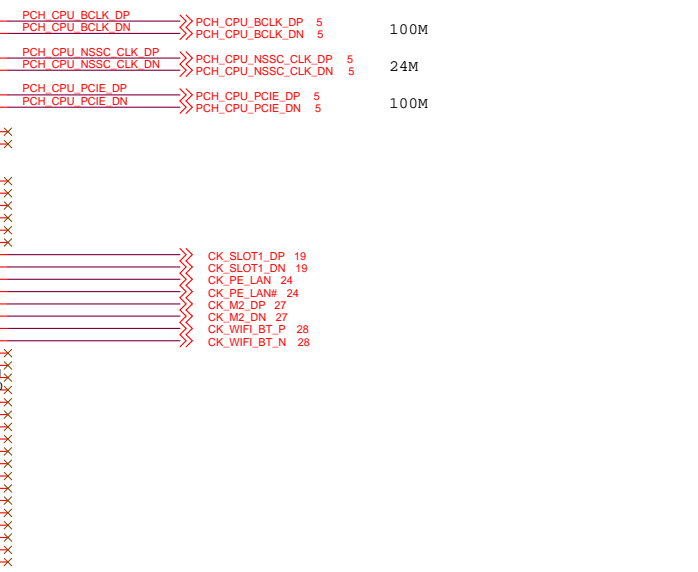 PCH_CPU_BCLK_DP PCH_CPU_BCLK_DP 5
PCH_CPU_BCLK_DN PCH_CPU_BCLK_DN 5 100M
PCH_CPU_NSSC_CLK_DP PCH_CPU_NSSC_CLK_DP 5
PCH_CPU_NSSC_CLK_DN PCH_CPU_NSSC_CLK_DN 5 24M
PCH_CPU_PCIE_DP PCH_CPU_PCIE_DP 5
PCH_CPU_PCIE_DN PCH_CPU_PCIE_DN 5 100M
CK_SLOT1_DP 19
CK_SLOT1_DN 19
CK_PE_LAN 24
CK_PE_LAN# 24
CK_M2_DP 27
CK_M2_DN 27
CK_WIFI_BT_P 28
CK_WIFI_BT_N 28